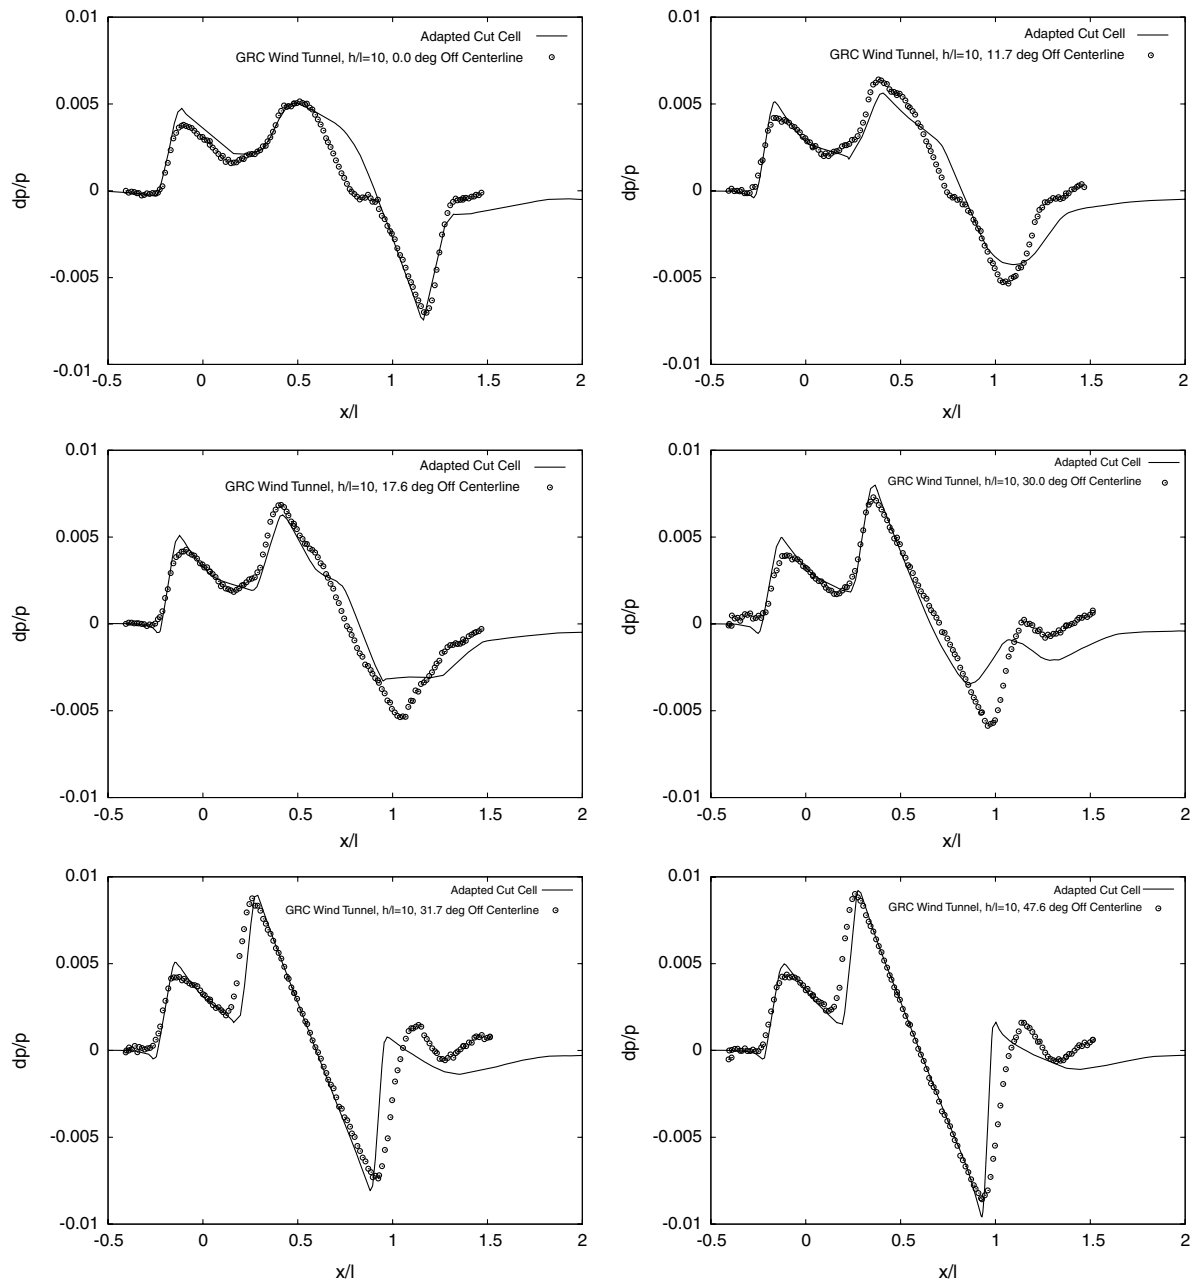 0.01
Adapted Cut Cell
GRC Wind Tunnel, h/l=10, 0.0 deg Off Centerline
0.005
dp/p
0
-0.005
-0.01
-0.5
0
0.5
1
1.5
2
x/l
0.01
Adapted Cut Cell
GRC Wind Tunnel, h/l=10, 11.7 deg Off Centerline
0.005
dp/p
0
-0.005
-0.01
-0.5
0
0.5
1
1.5
2
x/l
0.01
Adapted Cut Cell
GRC Wind Tunnel, h/l=10, 17.6 deg Off Centerline
0.005
dp/p
0
-0.005
-0.01
-0.5
0
0.5
1
1.5
2
x/l
0.01
Adapted Cut Cell
GRC Wind Tunnel, h/l=10, 30.0 deg Off Centerline
0.005
dp/p
0
-0.005
-0.01
-0.5
0
0.5
1
1.5
2
x/l
0.01
Adapted Cut Cell
GRC Wind Tunnel, h/l=10, 31.7 deg Off Centerline
0.005
dp/p
0
-0.005
-0.01
-0.5
0
0.5
1
1.5
2
x/l
0.01
Adapted Cut Cell
GRC Wind Tunnel, h/l=10, 47.6 deg Off Centerline
0.005
dp/p
0
-0.005
-0.01
-0.5
0
0.5
1
1.5
2
x/l